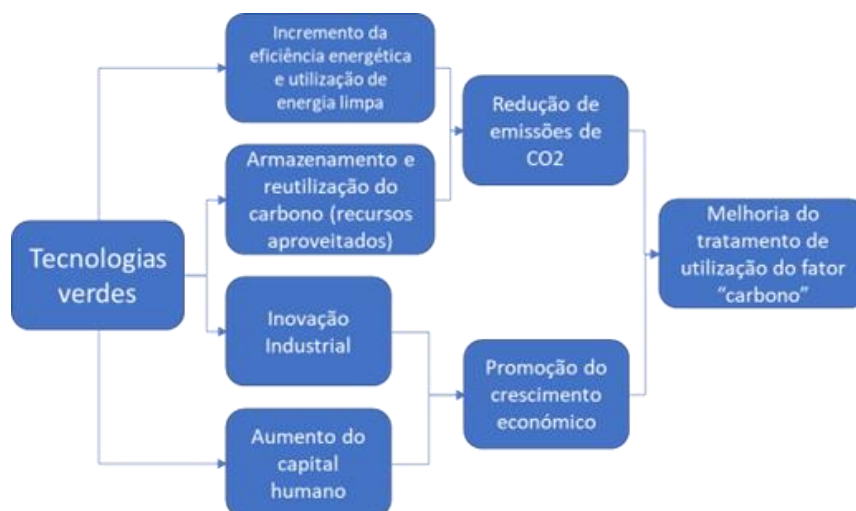 Incremento da
eficiência energética
e utilização de
energia limpa
Redução de
emissões de
CO2
Armazenamento e
reutilização do
carbono (recursos
aproveitados)
Melhoria do
tratamento de
utilização do fator
“carbono”
Tecnologias
verdes
Inovação
Industrial
Promoção do
crescimento
económico
Aumento do
capital
humano